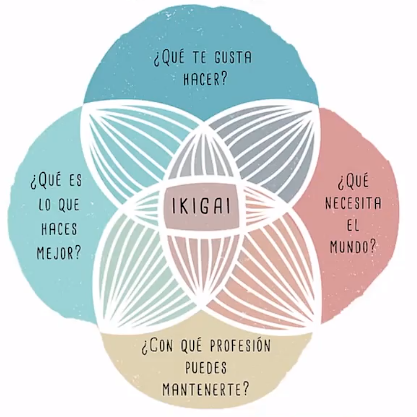 ¿QUÉ TE GUSTA
HACER?
¿QUÉ ES
LO QUE
HACES
MEJOR?
IKIGAI
¿QUÉ
NECESITA
EL
MUNDO?
¿CON QUÉ PROFESIÓN
PUEDES
MANTENERTE?